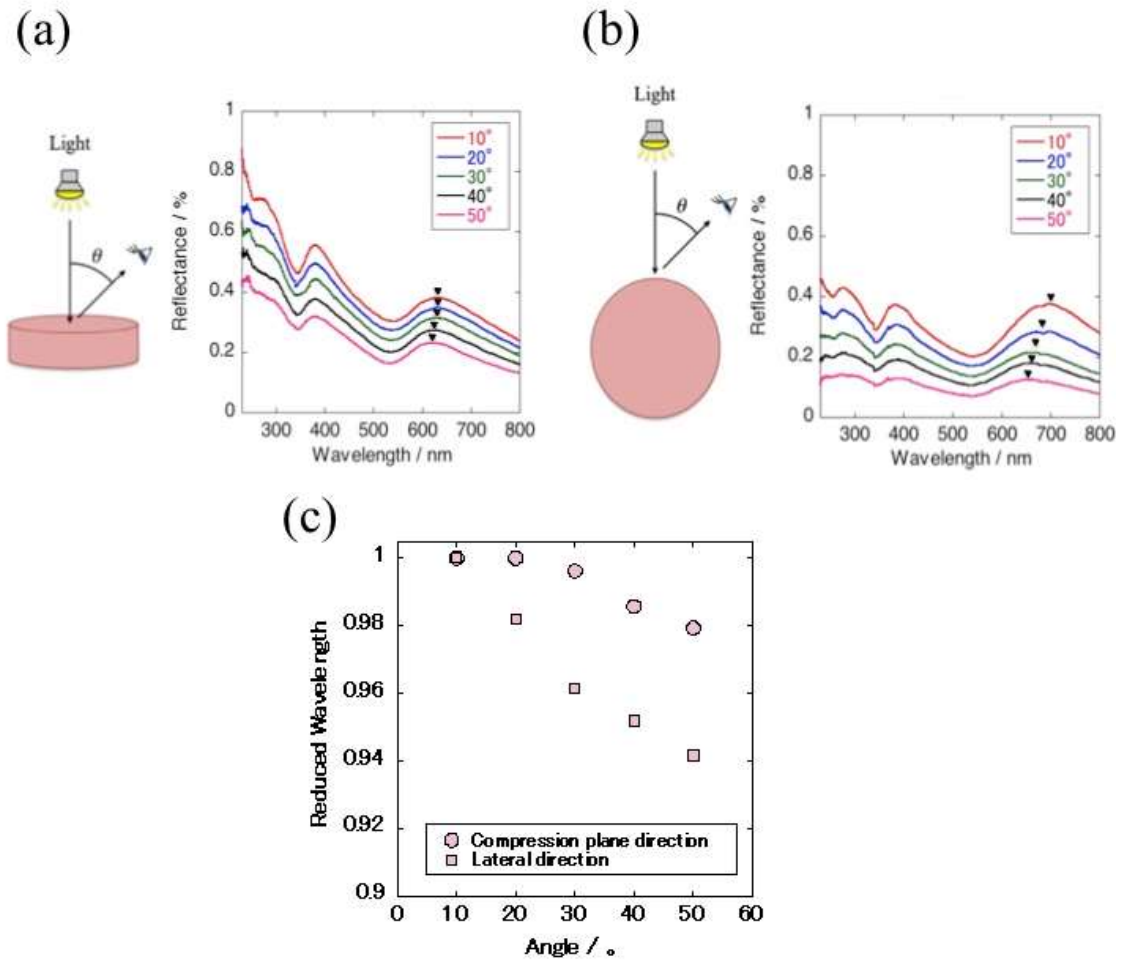 (a)
Light
θ
Reflectance / %
1
0.8
0.6
0.4
0.2
0
10°
20°
30°
40°
50°
300 400 500 600 700 800
Wavelength / nm
(b)
Light
θ
Reflectance / %
1
0.8
0.6
0.4
0.2
0
10°
20°
30°
40°
50°
300 400 500 600 700 800
Wavelength / nm
(c)
Reduced Wavelength
1
0.98
0.96
0.94
0.92
0.9
Compression plane direction
Lateral direction
0 10 20 30 40 50 60
Angle / °